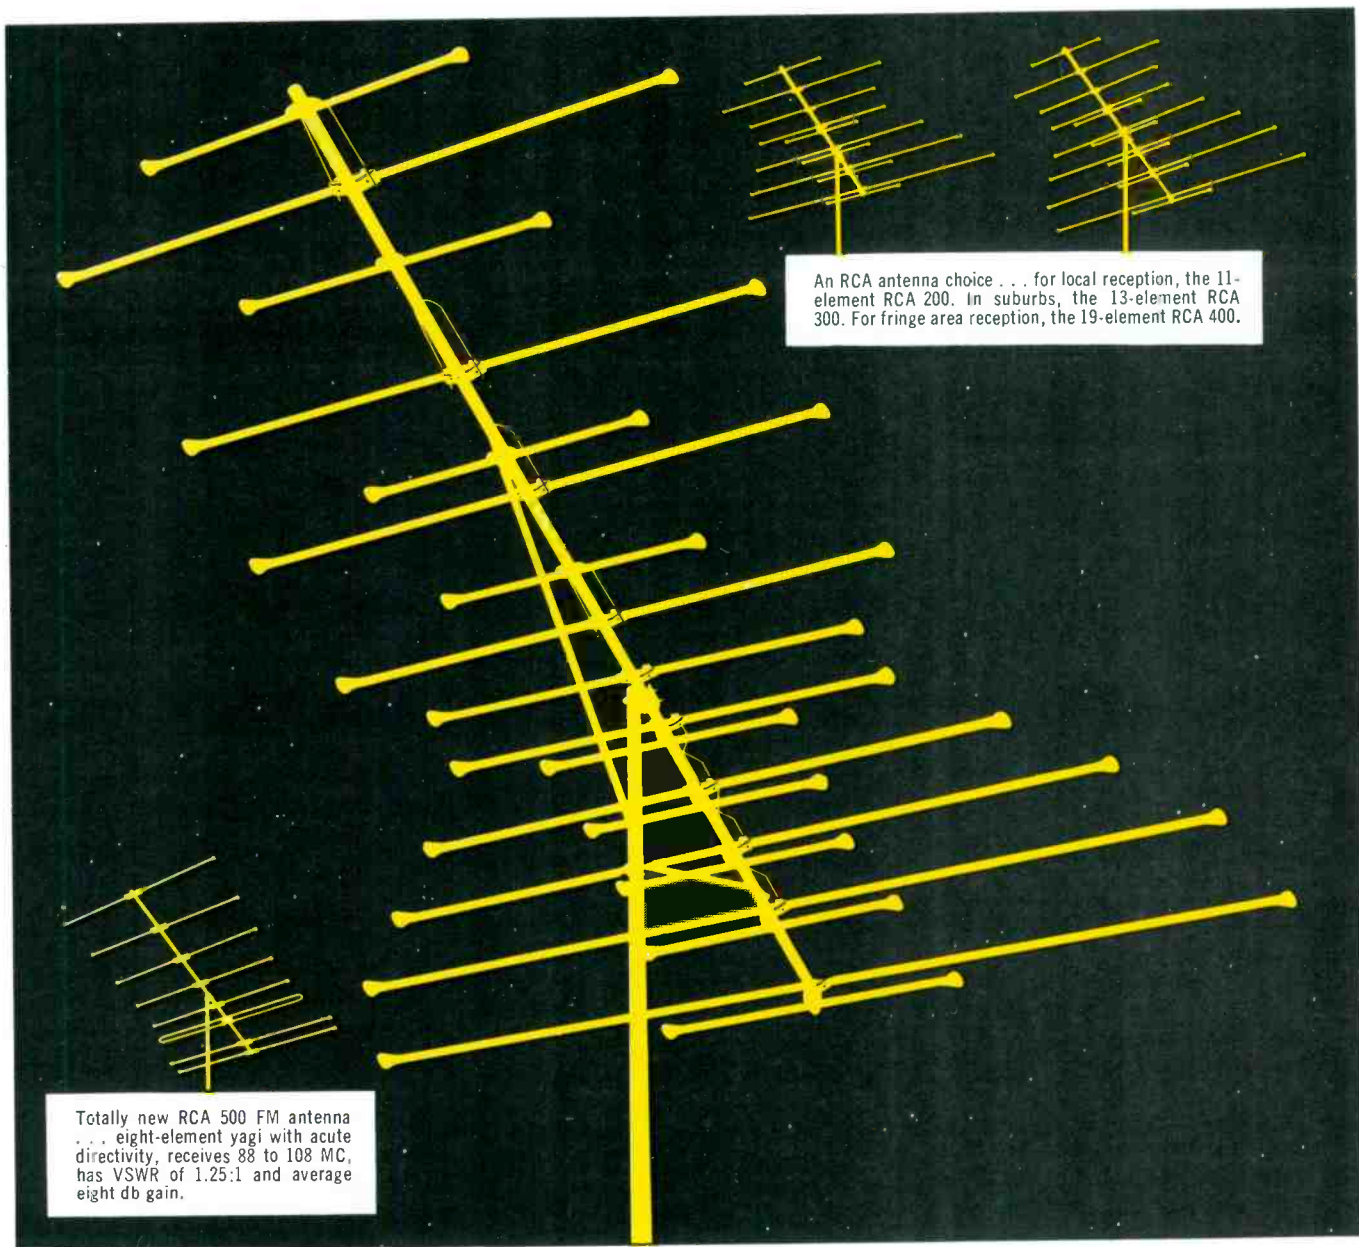 An RCA antenna choice . . . for local reception, the 11-
element RCA 200. In suburbs, the 13-element RCA
300. For fringe area reception, the 19-element RCA 400.
Totally new RCA 500 FM antenna
. . . eight-element yagi with acute
directivity, receives 88 to 108 MC,
has VSWR of 1.25:1 and average
eight db gain.